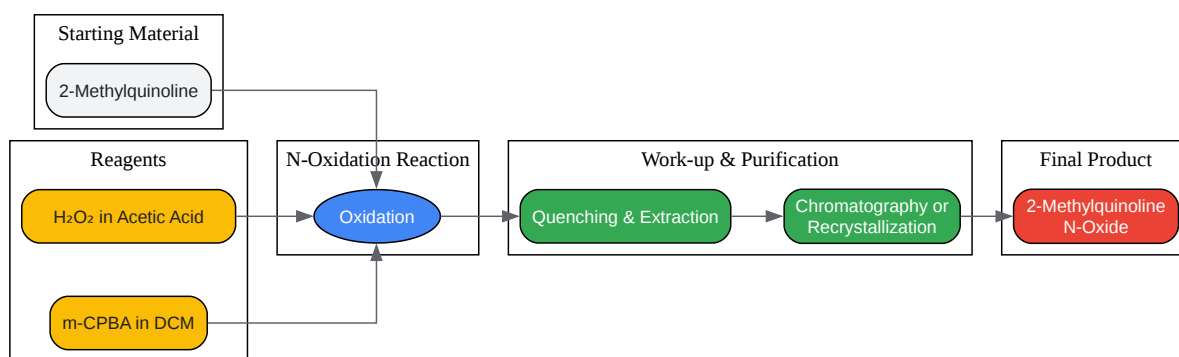 Starting Material
2-Methylquinoline
Reagents
H₂O₂ in Acetic Acid
m-CPBA in DCM
N-Oxidation Reaction
Oxidation
Work-up & Purification
Quenching & Extraction
Chromatography or
Recrystallization
Final Product
2-Methylquinoline
N-Oxide